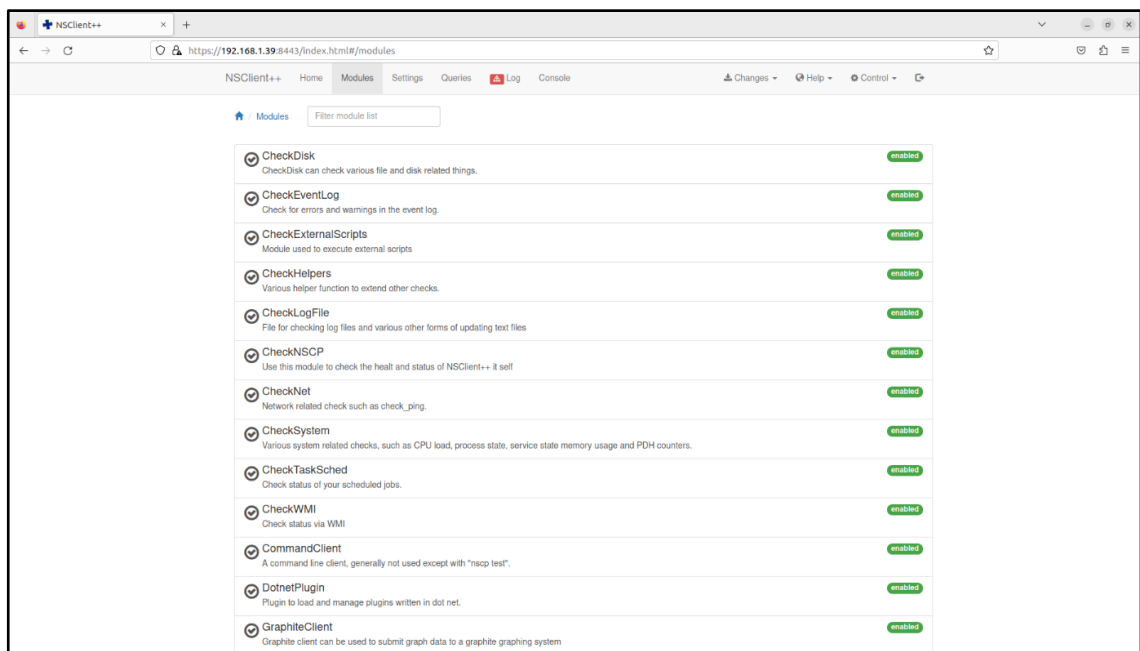 NSClient++
https://192.168.1.39:8443/index.html#/modules
NSClient++ Home Modules Settings Queries Log Console Changes Help Control
/ Modules Filter module list
CheckDisk enabled
CheckDisk can check various file and disk related things.
CheckEventLog enabled
Check for errors and warnings in the event log.
CheckExternalScripts enabled
Module used to execute external scripts
CheckHelpers enabled
Various helper function to extend other checks.
CheckLogFile enabled
File for checking log files and various other forms of updating text files
CheckNSCP enabled
Use this module to check the healt and status of NSClient++ it self
CheckNet enabled
Network related check such as check_ping.
CheckSystem enabled
Various system related checks, such as CPU load, process state, service state memory usage and PDH counters.
CheckTaskSched enabled
Check status of your scheduled jobs.
CheckWMI enabled
Check status via WMI
CommandClient enabled
A command line client, generally not used except with "nscp test".
DotnetPlugin enabled
Plugin to load and manage plugins written in dot net.
GraphiteClient enabled
Graphite client can be used to submit graph data to a graphite graphing system